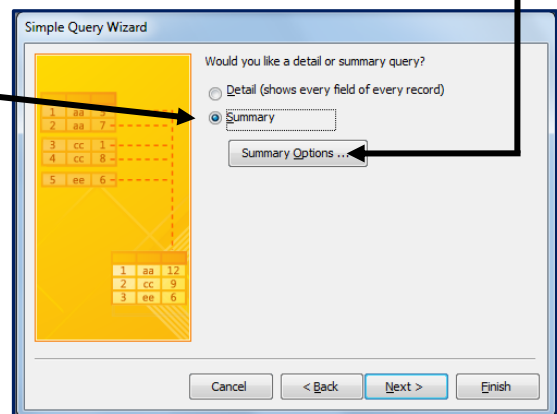 Simple Query Wizard
Would you like a detail or summary query?
Detail (shows every field of every record)
Summary
Summary Options ...
1 aa 5
2 aa 7
3 cc 1
4 cc 8
5 ee 6
1 aa 12
2 cc 9
3 ee 6
Cancel
< Back
Next >
Finish